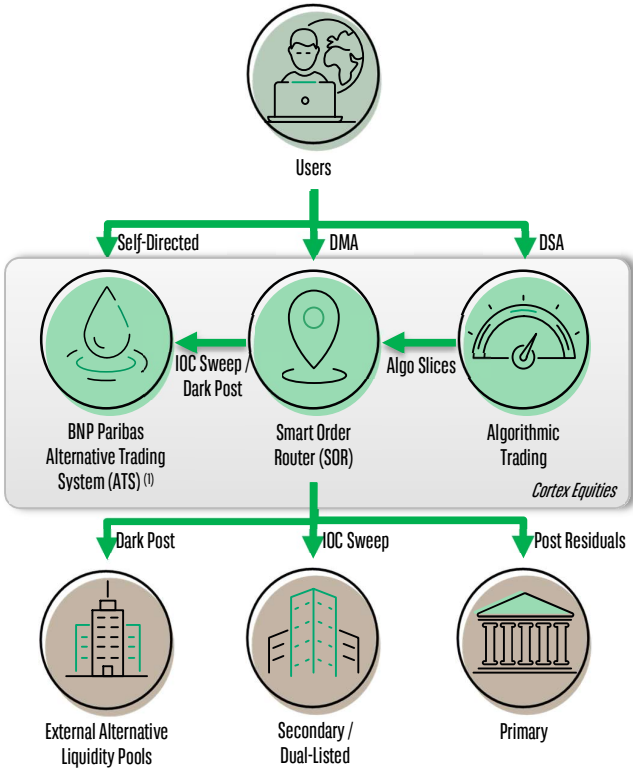 Users
Self-Directed
DMA
DSA
IOC Sweep /
Dark Post
Algo Slices
BNP Paribas
Alternative Trading
System (ATS) (1)
Smart Order
Router (SOR)
Algorithmic
Trading
Cortex Equities
Dark Post
IOC Sweep
Post Residuals
External Alternative
Liquidity Pools
Secondary /
Dual-Listed
Primary